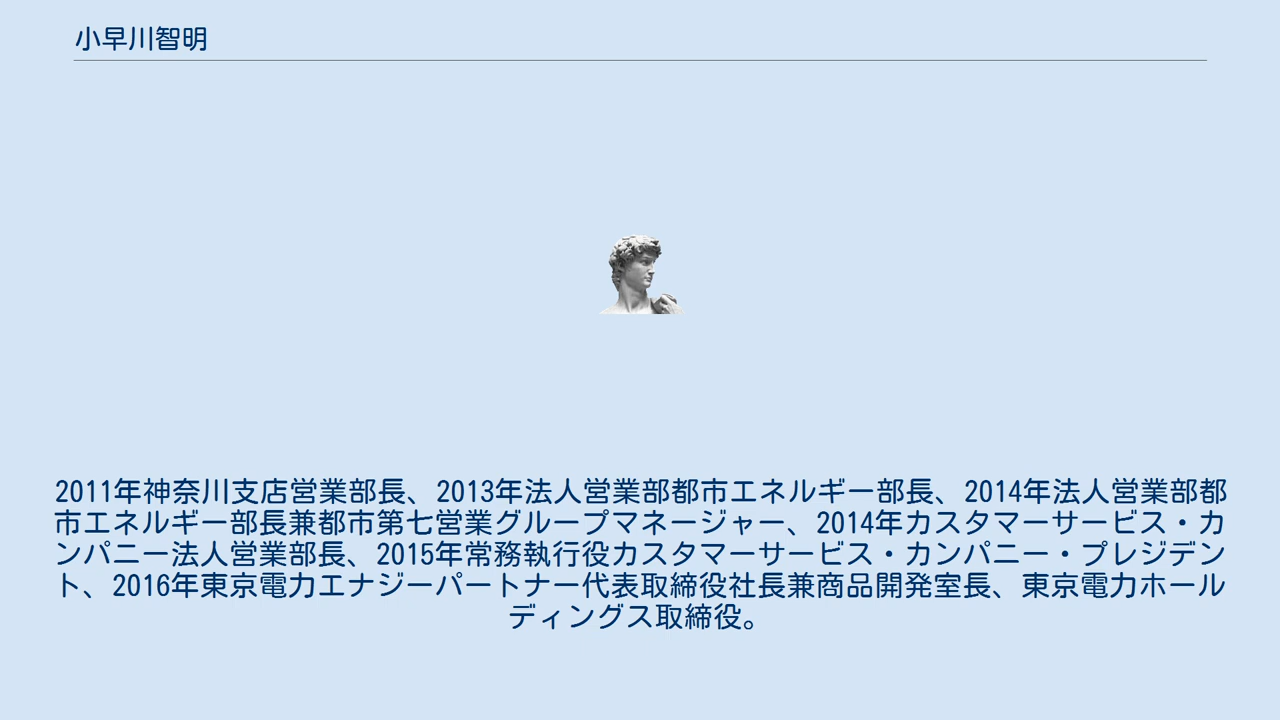 小早川智明
2011年神奈川支店営業部長、2013年法人営業部都市エネルギー部長、2014年法人営業部都
市エネルギー部長兼都市第七営業グループマネージャー、2014年カスタマーサービス・カ
ンパニー法人営業部長、2015年常務執行役カスタマーサービス・カンパニー・プレジデン
ト、2016年東京電力エナジーパートナー代表取締役社長兼商品開発室長、東京電力ホール
ディングス取締役。